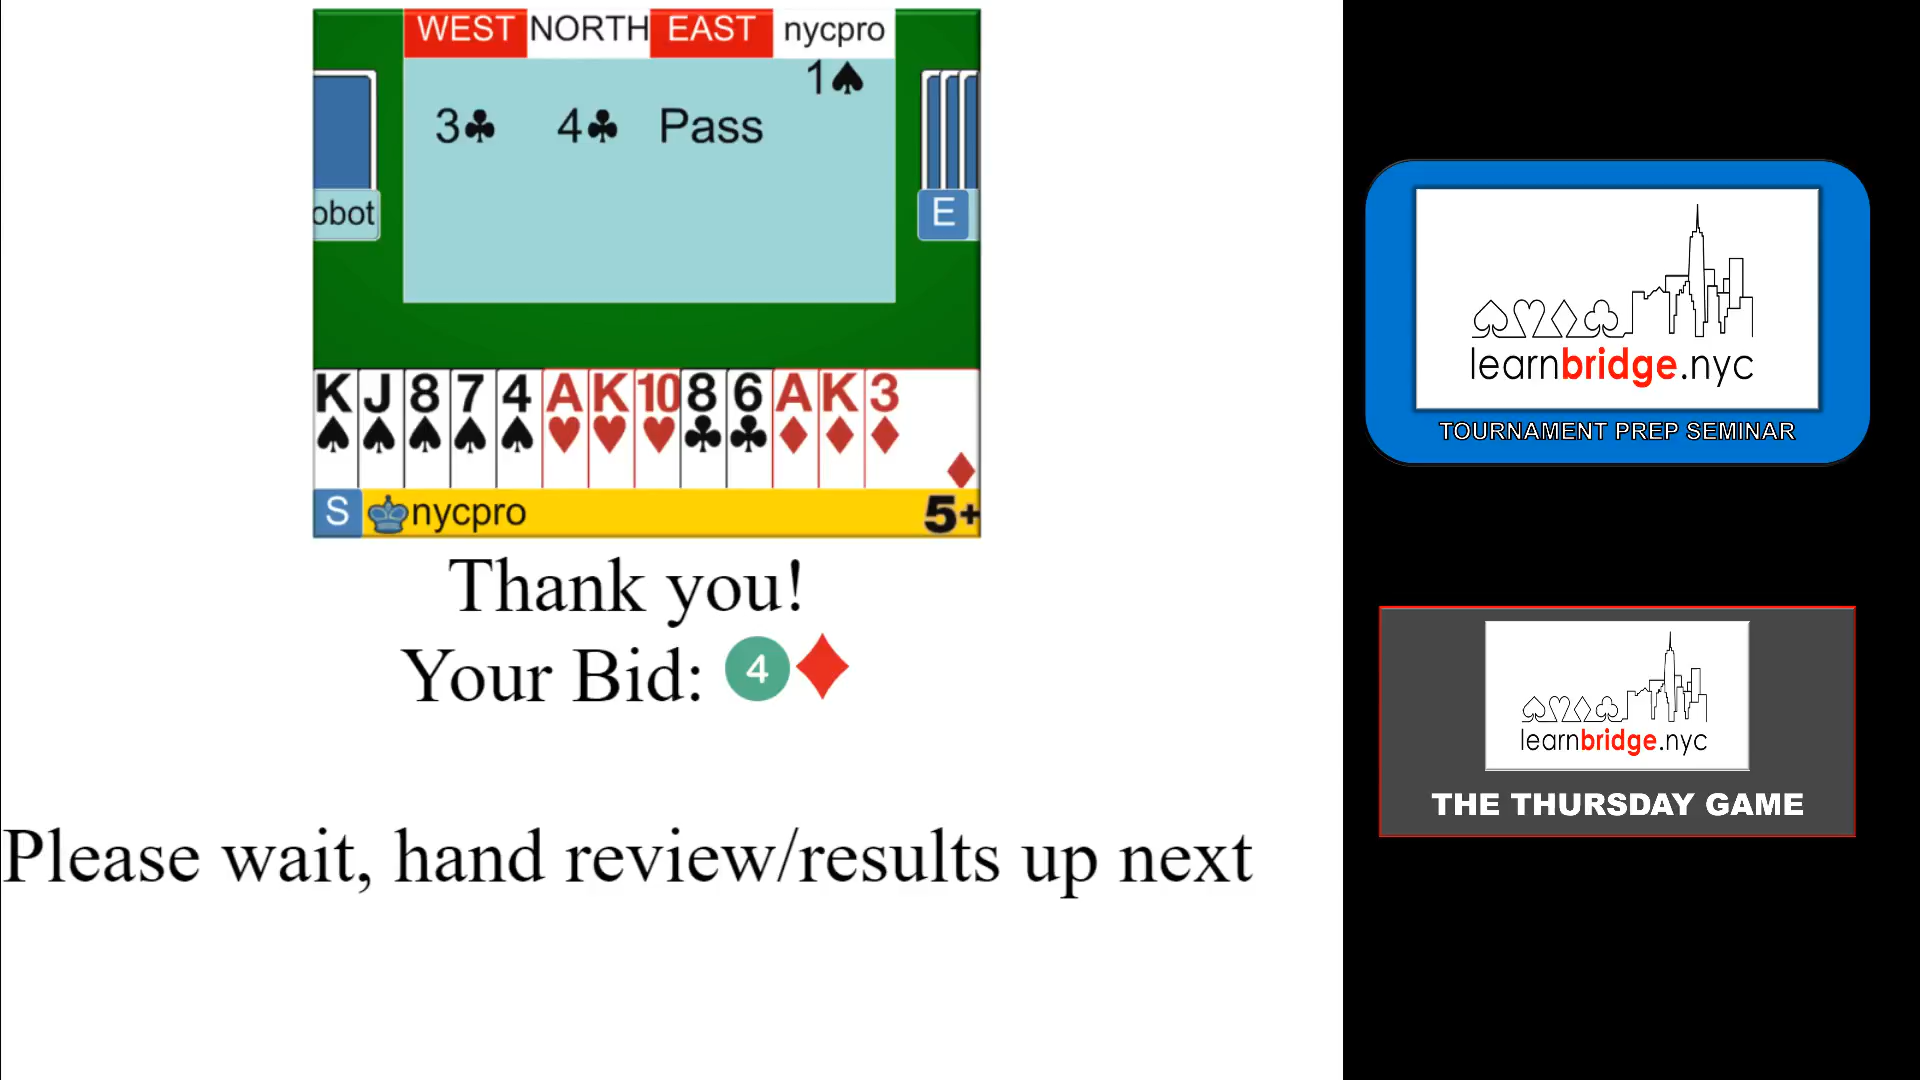 WEST NORTH EAST nycpro
1♠
3♣ 4♣ Pass
obot
E
K J 8 7 4 A K 10 8 6 A K 3
♠ ♠ ♠ ♠ ♠ ♥ ♥ ♥ ♣ ♣ ♦ ♦ ♦
S nycpro 5+
Thank you!
Your Bid: 4♦
Please wait, hand review/results up next
learnbridge.nyc
TOURNAMENT PREP SEMINAR
learnbridge.nyc
THE THURSDAY GAME